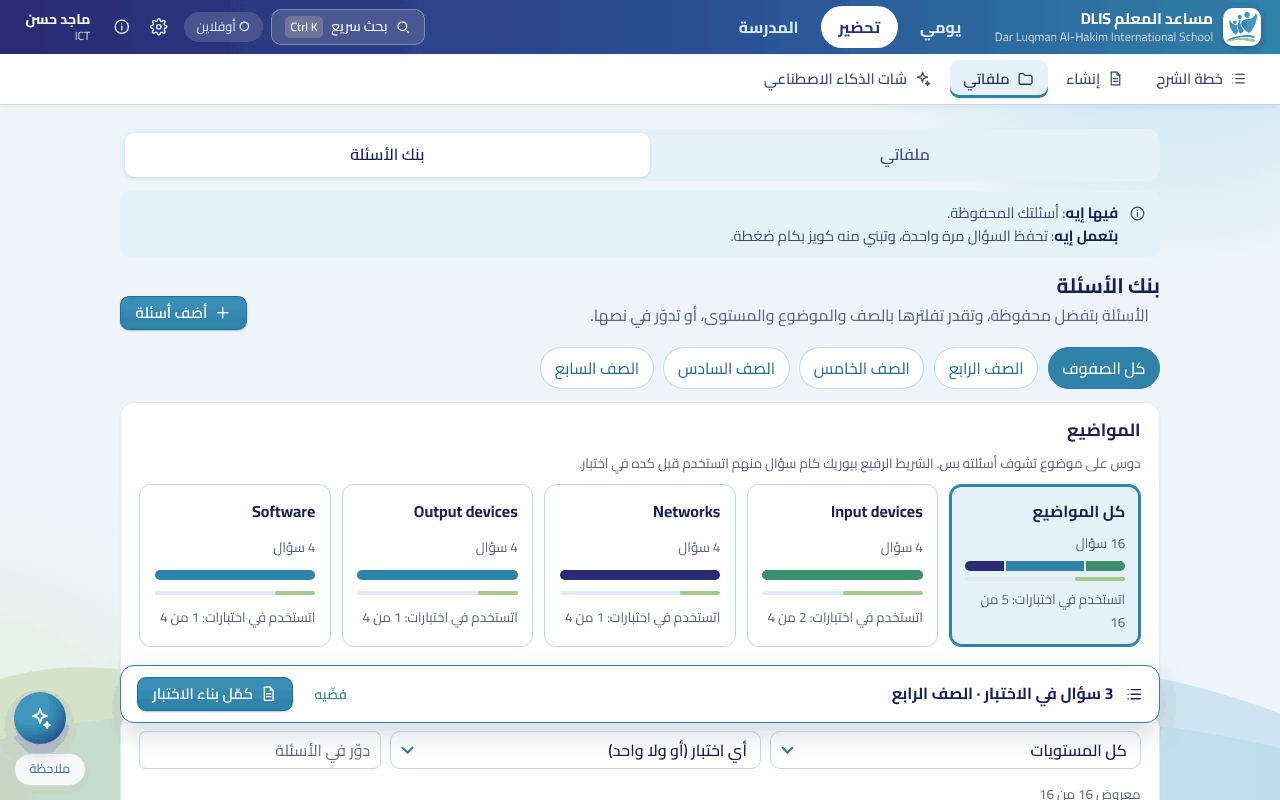 مساعد المعلم DLIS
Dar Luqman Al-Hakim International School
يومي
تحضير
المدرسة
بحث سريع Ctrl K
أوفلاين
ماجد حسن
ICT
خطة الشرح
إنشاء
ملفاتي
شات الذكاء الاصطناعي
ملفاتي
بنك الأسئلة
فيها إيه: أسئلتك المحفوظة.
بتعمل إيه: تحفظ السؤال مرة واحدة، وتبني منه كويز بكام ضغطة.
بنك الأسئلة
الأسئلة بتفضل محفوظة، وتقدر تفلترها بالصف والموضوع والمستوى، أو تدوّر في نصها.
أضف أسئلة
كل الصفوف
الصف الرابع
الصف الخامس
الصف السادس
الصف السابع
المواضيع
دوس على موضوع تشوف أسئلته بس. الشريط الرفيع بيوريك كام سؤال منهم اتستخدم قبل كده في اختبار.
كل المواضيع
16 سؤال
اتستخدم في اختبارات: 5 من
16
Input devices
4 سؤال
اتستخدم في اختبارات: 2 من 4
Networks
4 سؤال
اتستخدم في اختبارات: 1 من 4
Output devices
4 سؤال
اتستخدم في اختبارات: 1 من 4
Software
4 سؤال
اتستخدم في اختبارات: 1 من 4
3 سؤال في الاختبار · الصف الرابع
فضّيه
كمّل بناء الاختبار
كل المستويات
أي اختبار (أو ولا واحد)
دوّر في الأسئلة
معروض 16 من 16
ملاحظة